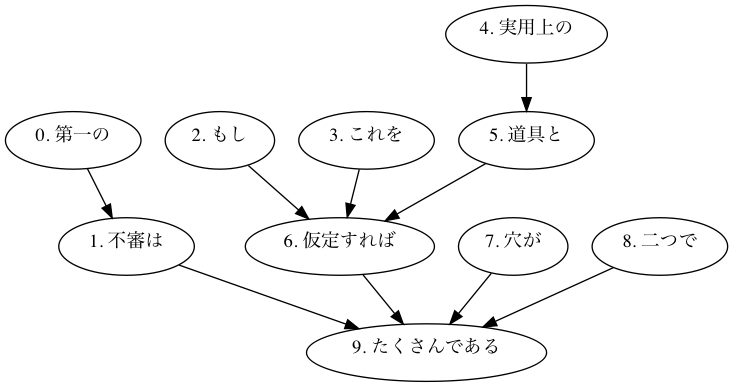 4. 実用上の
0. 第一の
2. もし
3. これを
5. 道具と
1. 不審は
6. 仮定すれば
7. 穴が
8. 二つで
9. たくさんである